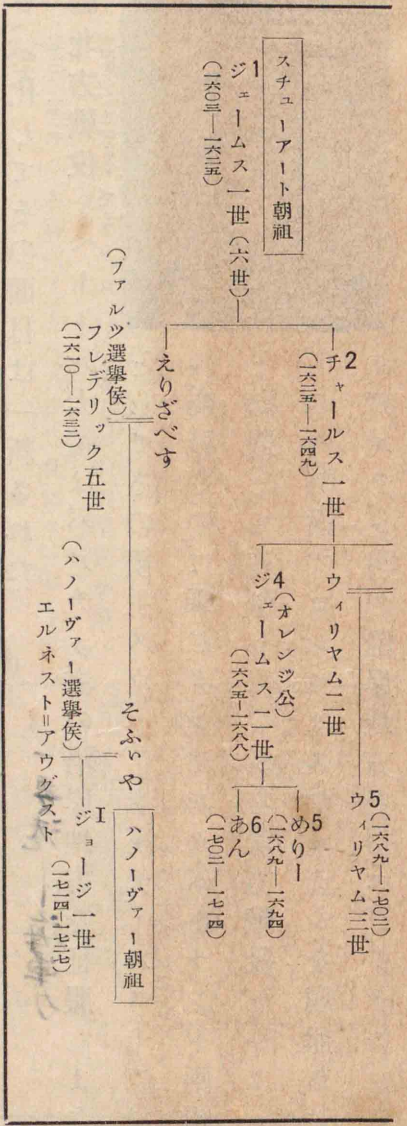 スチューアート朝祖
1
ジェームス一世(六世)
(一六〇三―一六二五)
2
チャールス一世
(一六二五―一六四九)
えりざべす
(ファルツ選擧侯)
フレデリック五世
(一六一〇―一六三二)
ウィリヤム二世
(オレンジ公)
4
ジェームス二世
(一六八五―一六八八)
5
ウィリヤム三世
(一六八九―一七〇二)
5
めりー
(一六八九―一六九四)
6
あん
(一七〇二―一七一四)
そふぃや
(ハノーヴァー選擧侯)
エルネスト=アウグスト
ハノーヴァー朝祖
I
ジョージ一世
(一七一四―一七二七)